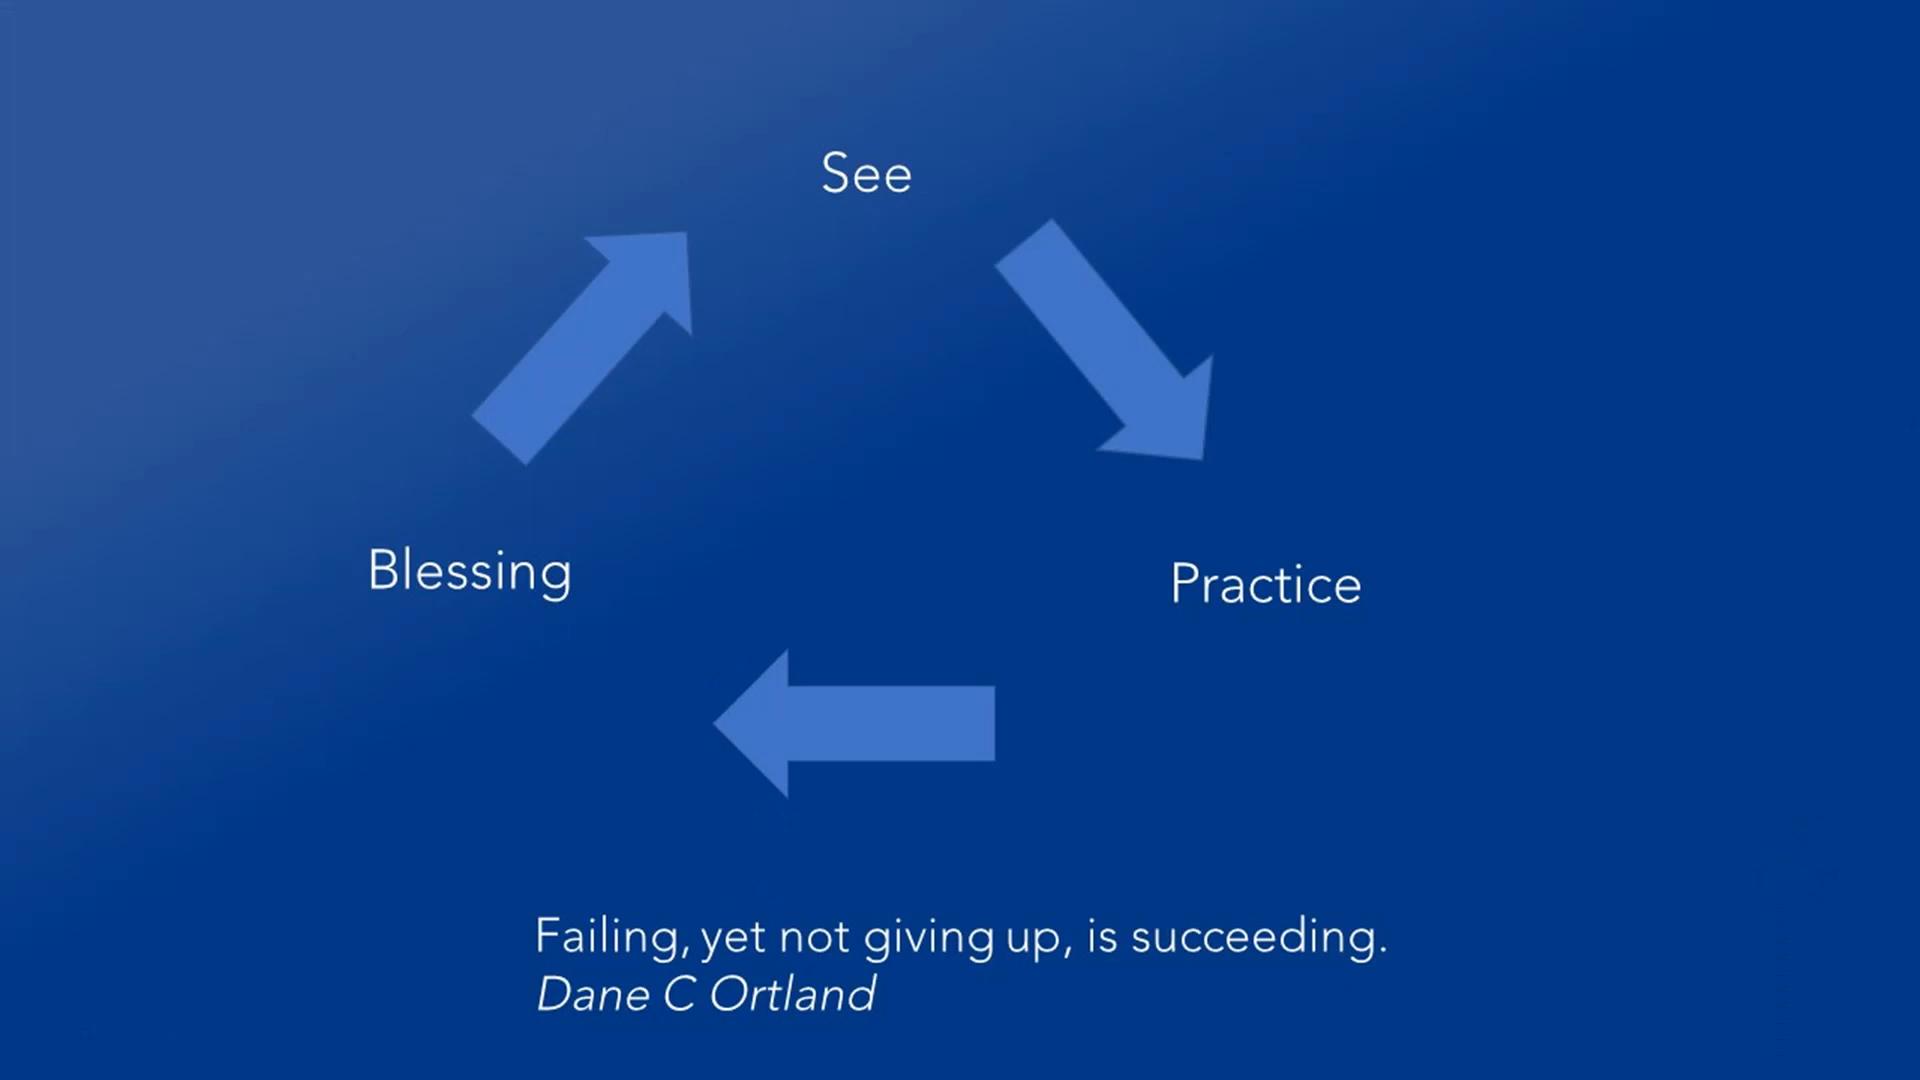 See
Blessing
Practice
Failing, yet not giving up, is succeeding.
Dane C Ortland